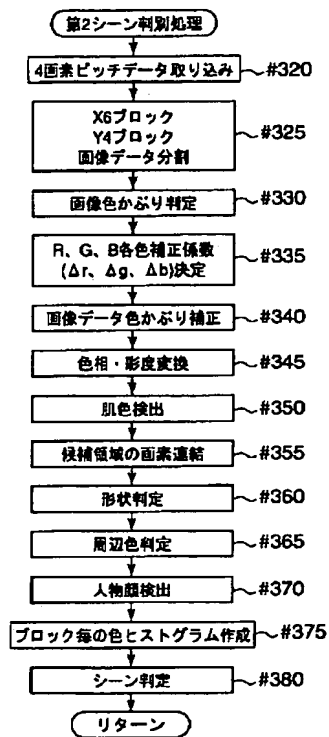 第2シーン判別処理
4画素ピッチデータ取り込み
#320
X6ブロック
Y4ブロック
画像データ分割
#325
画像色かぶり判定
#330
R、G、B各色補正係数
(Δr、Δg、Δb)決定
#335
画像データ色かぶり補正
#340
色相・彩度変換
#345
肌色検出
#350
候補領域の画素連結
#355
形状判定
#360
周辺色判定
#365
人物顔検出
#370
ブロック毎の色ヒストグラム作成
#375
シーン判定
#380
リターン